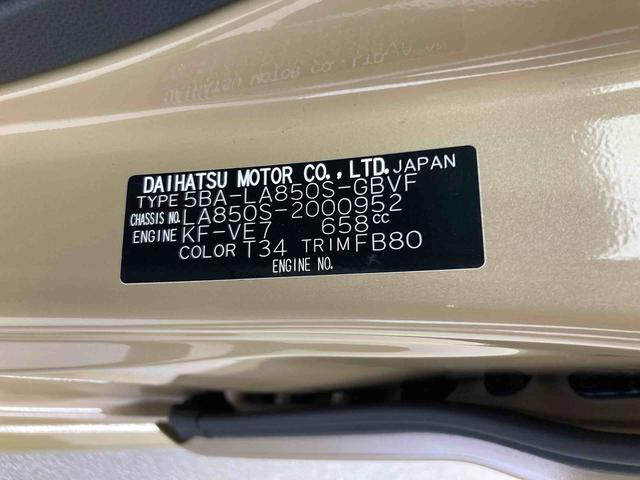 DAIHATSU MOTOR CO.,LTD. JAPAN
TYPE 5BA-LA850S-GBVF
CHASSIS NO. LA850S-2000952
ENGINE KF-VE7 658cc
COLOR T34 TRIM FB80
ENGINE NO.